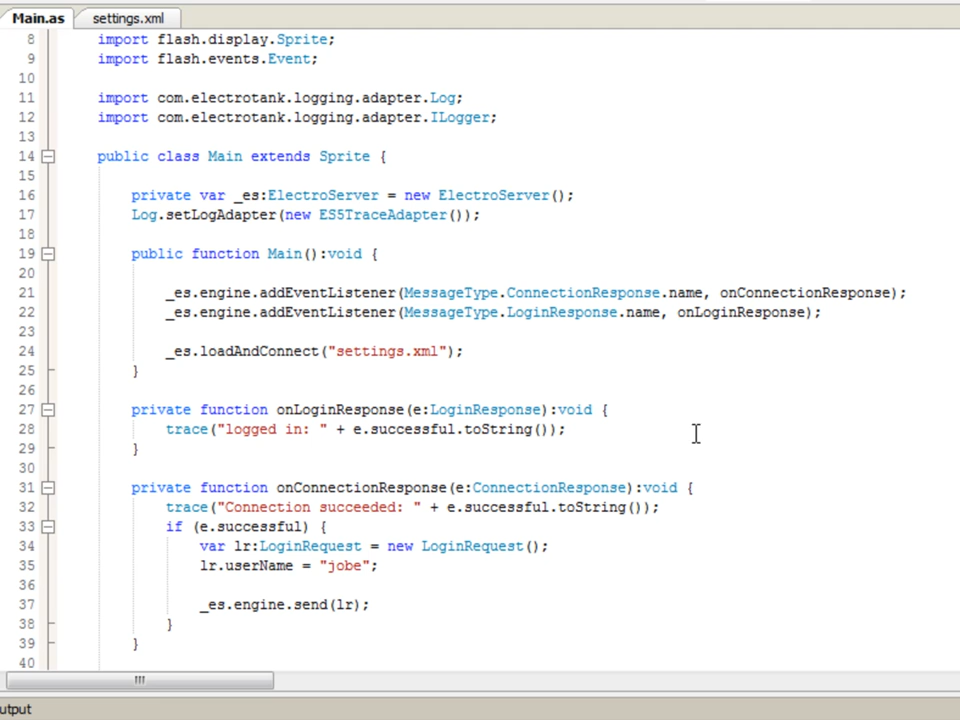 Main.as settings.xml
8 import flash.display.Sprite;
9 import flash.events.Event;
10
11 import com.electrotank.logging.adapter.Log;
12 import com.electrotank.logging.adapter.ILogger;
13
14 public class Main extends Sprite {
15
16 private var _es:ElectroServer = new ElectroServer();
17 Log.setLogAdapter(new ES5TraceAdapter());
18
19 public function Main():void {
20
21 _es.engine.addEventListener(MessageType.ConnectionResponse.name, onConnectionResponse);
22 _es.engine.addEventListener(MessageType.LoginResponse.name, onLoginResponse);
23
24 _es.loadAndConnect("settings.xml");
25 }
26
27 private function onLoginResponse(e:LoginResponse):void {
28 trace("logged in: " + e.successful.toString());
29 }
30
31 private function onConnectionResponse(e:ConnectionResponse):void {
32 trace("Connection succeeded: " + e.successful.toString());
33 if (e.successful) {
34 var lr:LoginRequest = new LoginRequest();
35 lr.userName = "jobe";
36
37 _es.engine.send(lr);
38 }
39 }
40
utput